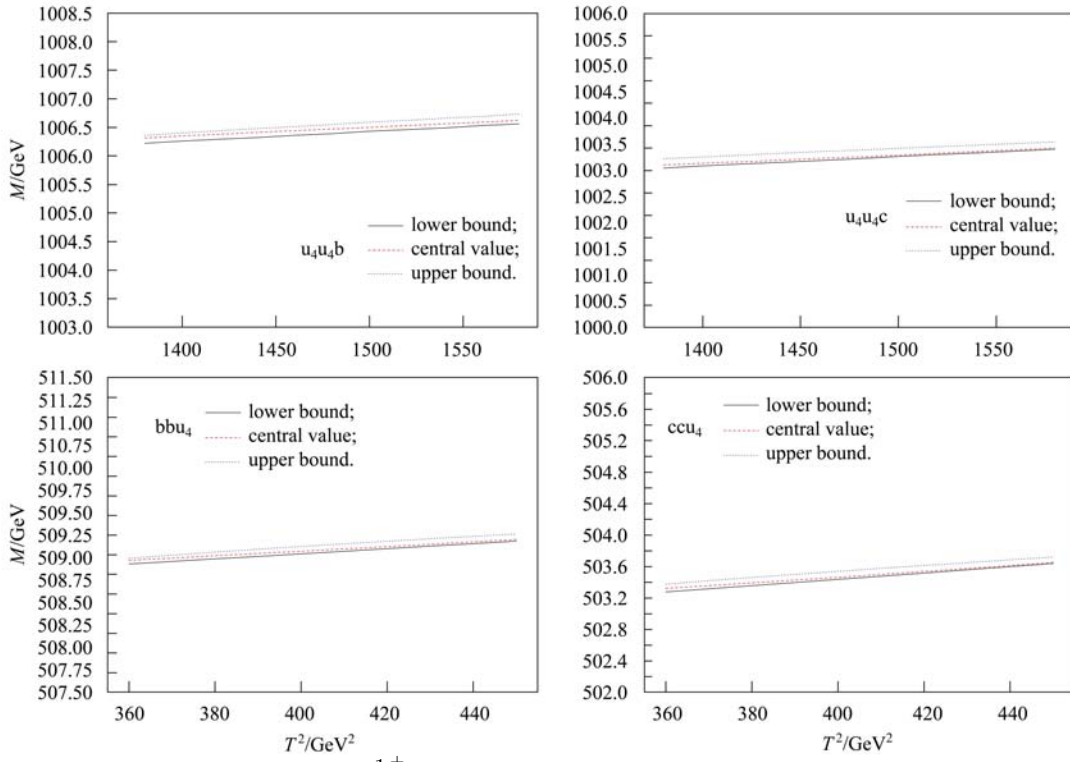 1008.5
1008.0
1007.5
1007.0
1006.5
1006.0
1005.5
1005.0
1004.5
1004.0
1003.5
1003.0
M/GeV
u₄u₄b
lower bound;
central value;
upper bound.
1400 1450 1500 1550
1006.0
1005.5
1005.0
1004.5
1004.0
1003.5
1003.0
1002.5
1002.0
1001.5
1001.0
1000.5
1000.0
u₄u₄c
lower bound;
central value;
upper bound.
1400 1450 1500 1550
511.50
511.25
511.00
510.75
510.00
509.75
509.50
509.25
509.00
508.75
508.50
508.25
508.00
507.75
507.50
M/GeV
bbu₄
lower bound;
central value;
upper bound.
360 400 420 440
T²/GeV²
506.0
505.6
505.2
504.8
504.4
504.0
503.6
503.2
502.8
502.4
502.0
ccu₄
lower bound;
central value;
upper bound.
360 400 420 440
T²/GeV²